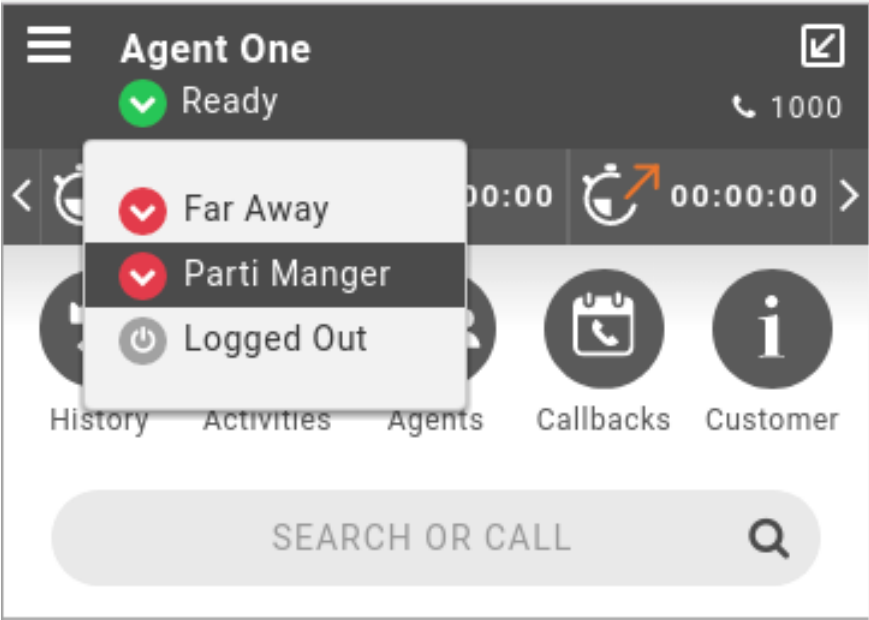 Agent One
Ready
1000
Far Away
00:00
00:00:00
Parti Manger
Logged Out
History Activities Agents Callbacks Customer
SEARCH OR CALL